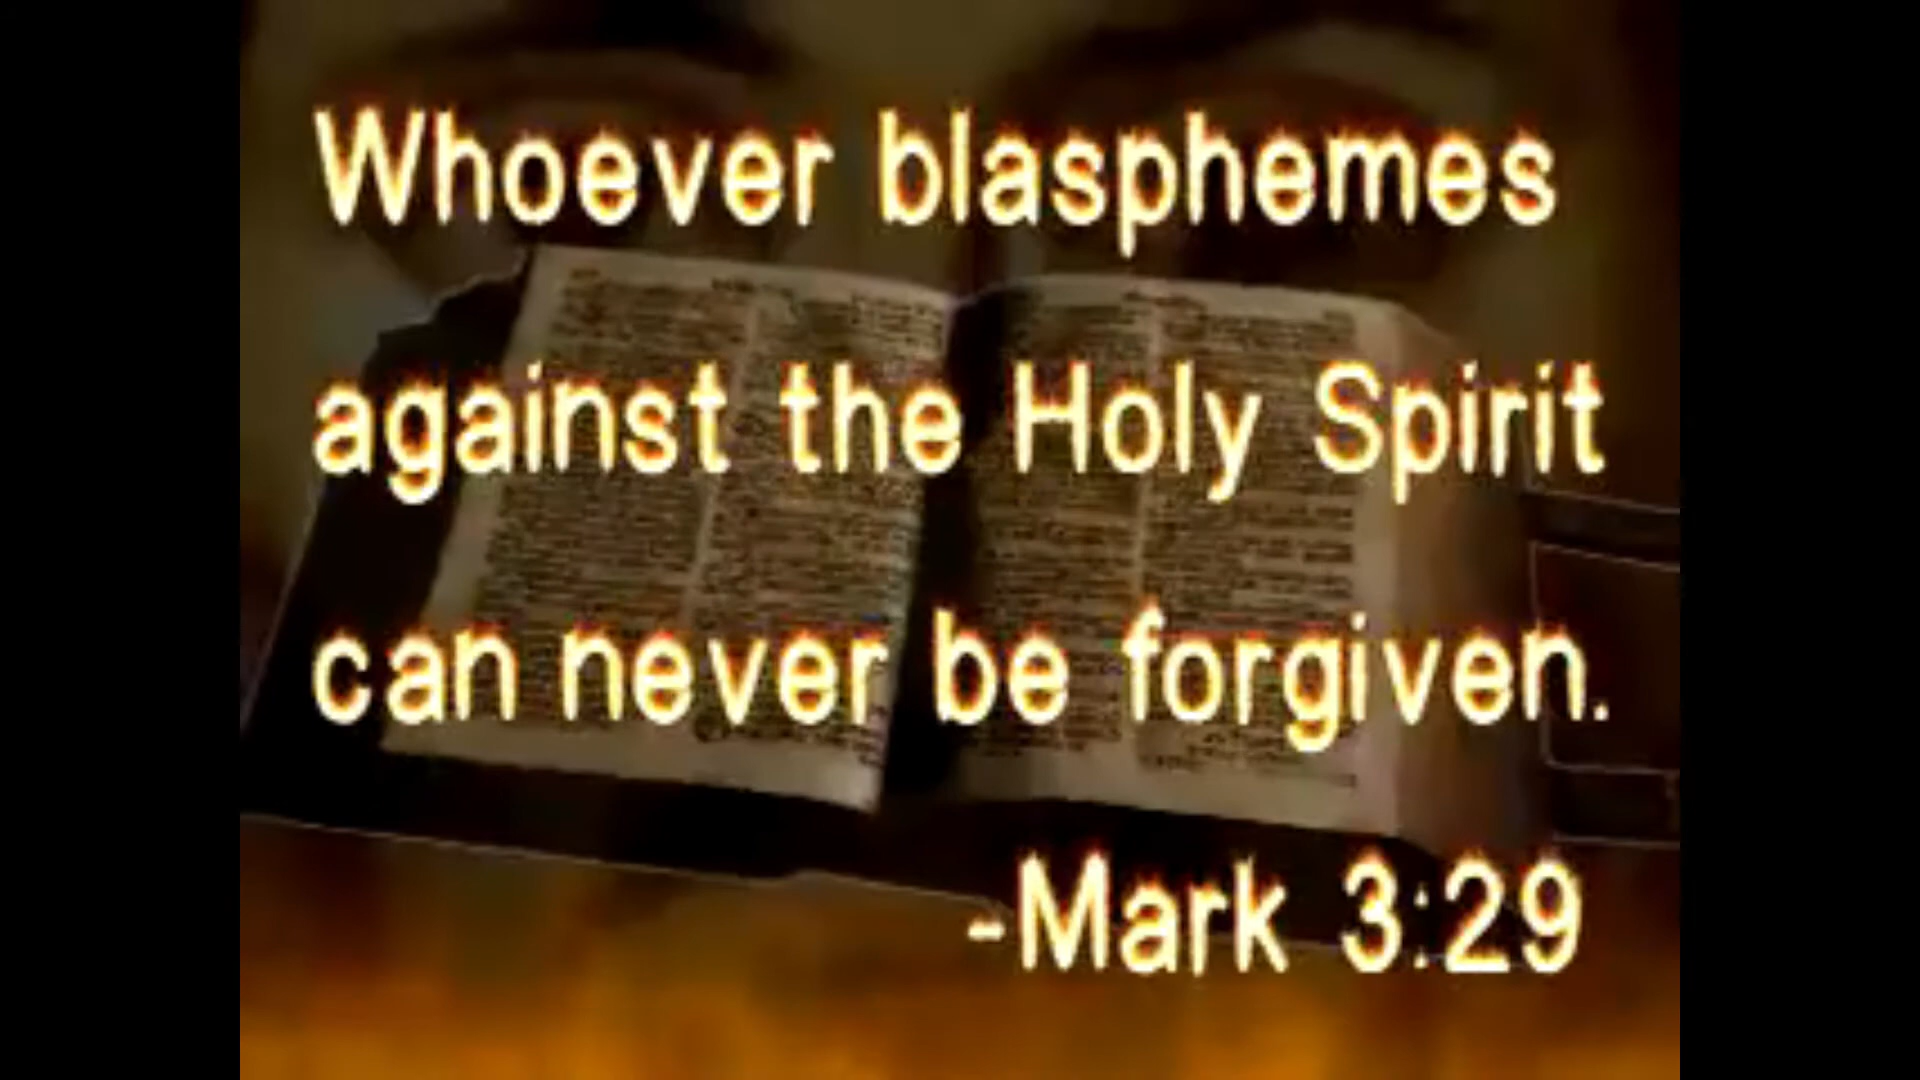 Whoever blasphemes
against the Holy Spirit
can never be forgiven.
-Mark 3:29